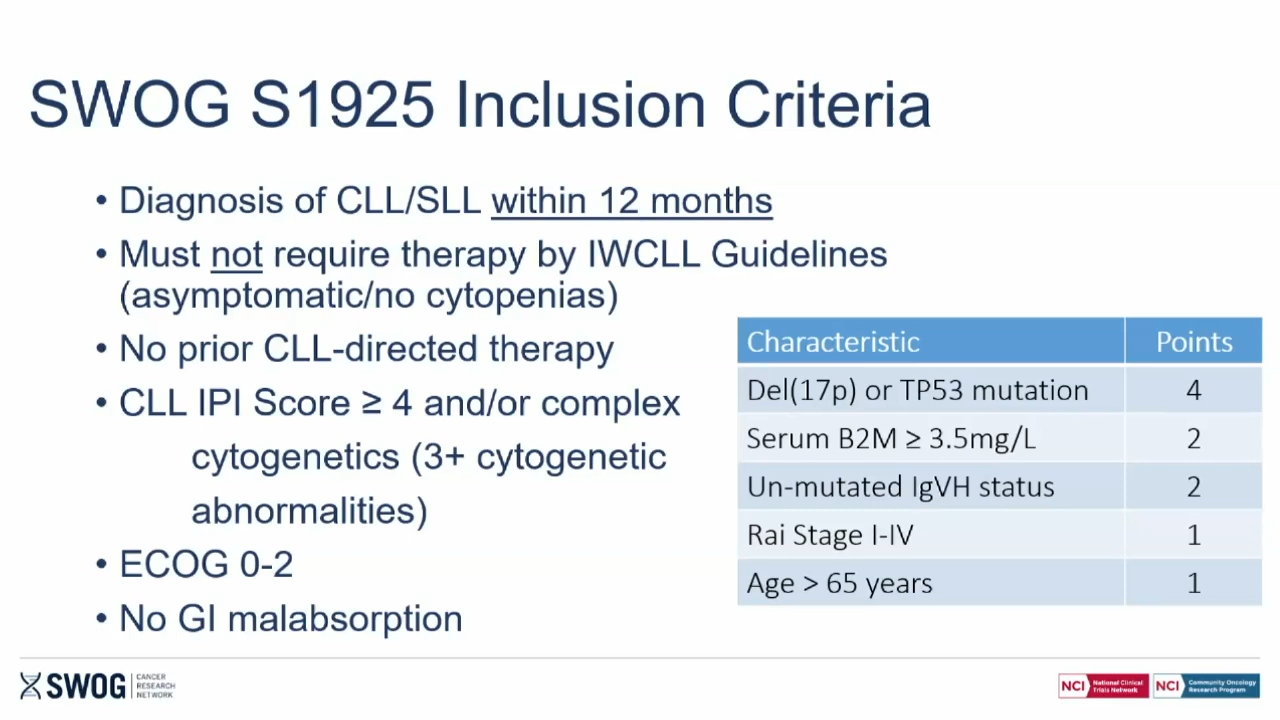 SWOG S1925 Inclusion Criteria
• Diagnosis of CLL/SLL within 12 months
• Must not require therapy by IWCLL Guidelines
(asymptomatic/no cytopenias)
• No prior CLL-directed therapy
• CLL IPI Score ≥ 4 and/or complex
cytogenetics (3+ cytogenetic
abnormalities)
• ECOG 0-2
• No GI malabsorption
Characteristic Points
Del(17p) or TP53 mutation 4
Serum B2M ≥ 3.5mg/L 2
Un-mutated IgVH status 2
Rai Stage I-IV 1
Age > 65 years 1
SWOG
CANCER
RESEARCH
NETWORK
NCI
National Clinical
Trials Network
NCI
Community Oncology
Research Program